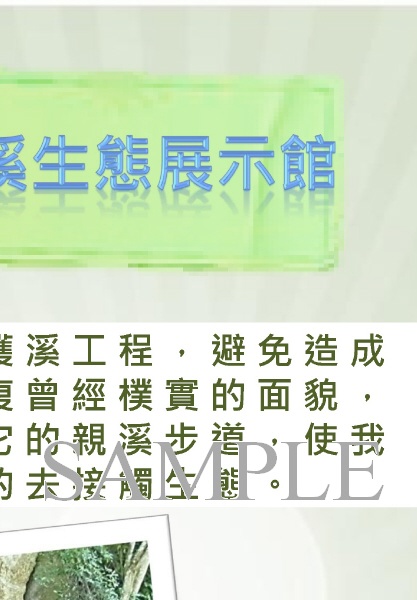 溪生態展示館
護溪工程，避免造成
復曾經樸實的面貌，
它的親溪步道，使我
的去接觸生態。
SAMPLE